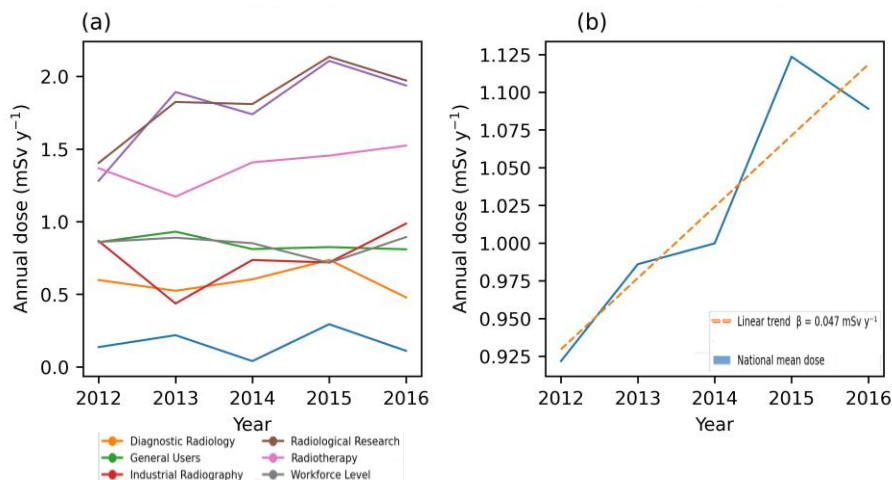 (a)
(b)
Annual dose (mSv y⁻¹)
2.0
1.5
1.0
0.5
0.0
2012 2013 2014 2015 2016
Year
Diagnostic Radiology
General Users
Industrial Radiography
Radiological Research
Radiotherapy
Workforce Level
Annual dose (mSv y⁻¹)
1.125
1.100
1.075
1.050
1.025
1.000
0.975
0.950
0.925
Linear trend β = 0.047 mSv y⁻¹
National mean dose
2012 2013 2014 2015 2016
Year